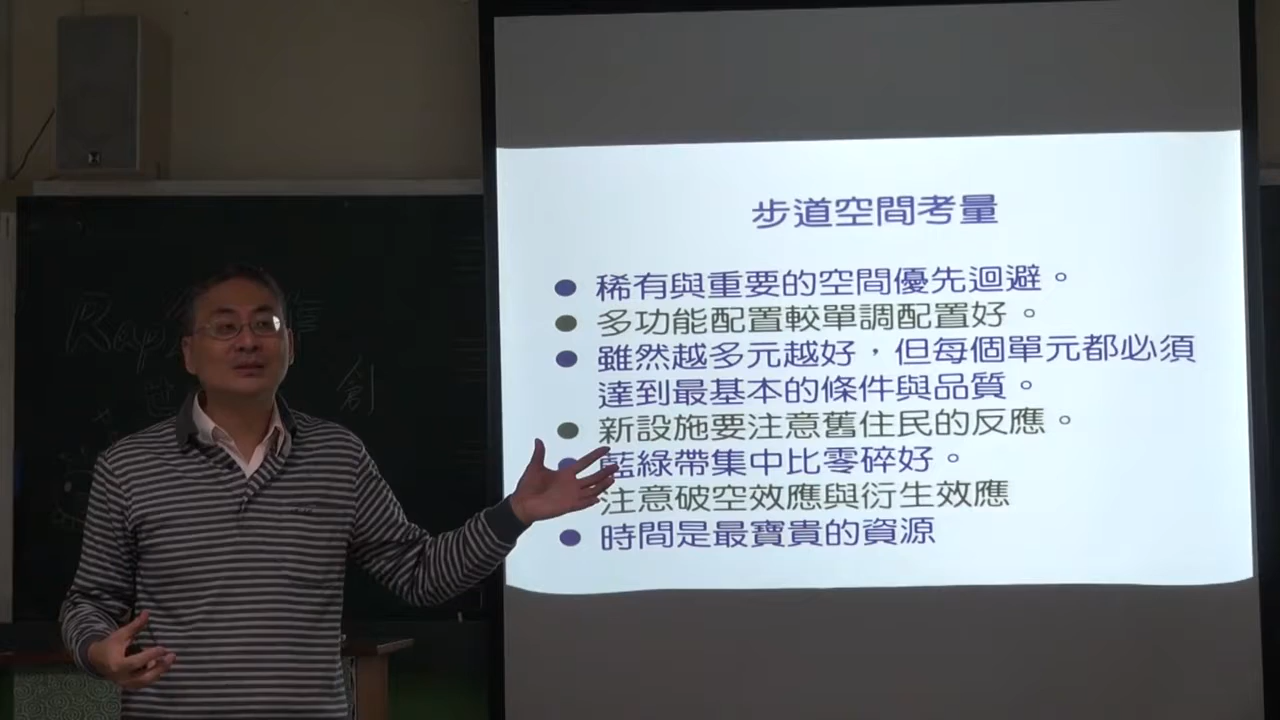 步道空間考量
● 稀有與重要的空間優先迴避。
● 多功能配置較單調配置好。
● 雖然越多元越好,但每個單元都必須
達到最基本的條件與品質。
● 新設施要注意舊住民的反應。
● 藍綠帶集中比零碎好。
注意破空效應與衍生效應
● 時間是最寶貴的資源
創